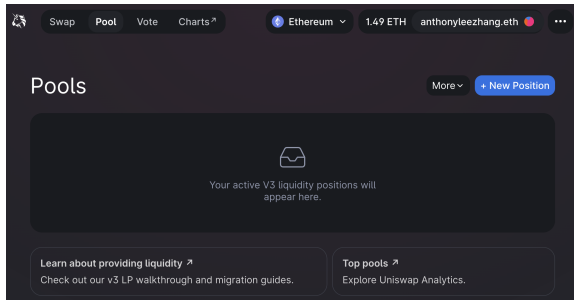 Swap Pool Vote Charts↗ Ethereum 1.49 ETH anthonyleezhang.eth ...
Pools
More + New Position
Your active V3 liquidity positions will
appear here.
Learn about providing liquidity ↗
Check out our v3 LP walkthrough and migration guides.
Top pools ↗
Explore Uniswap Analytics.